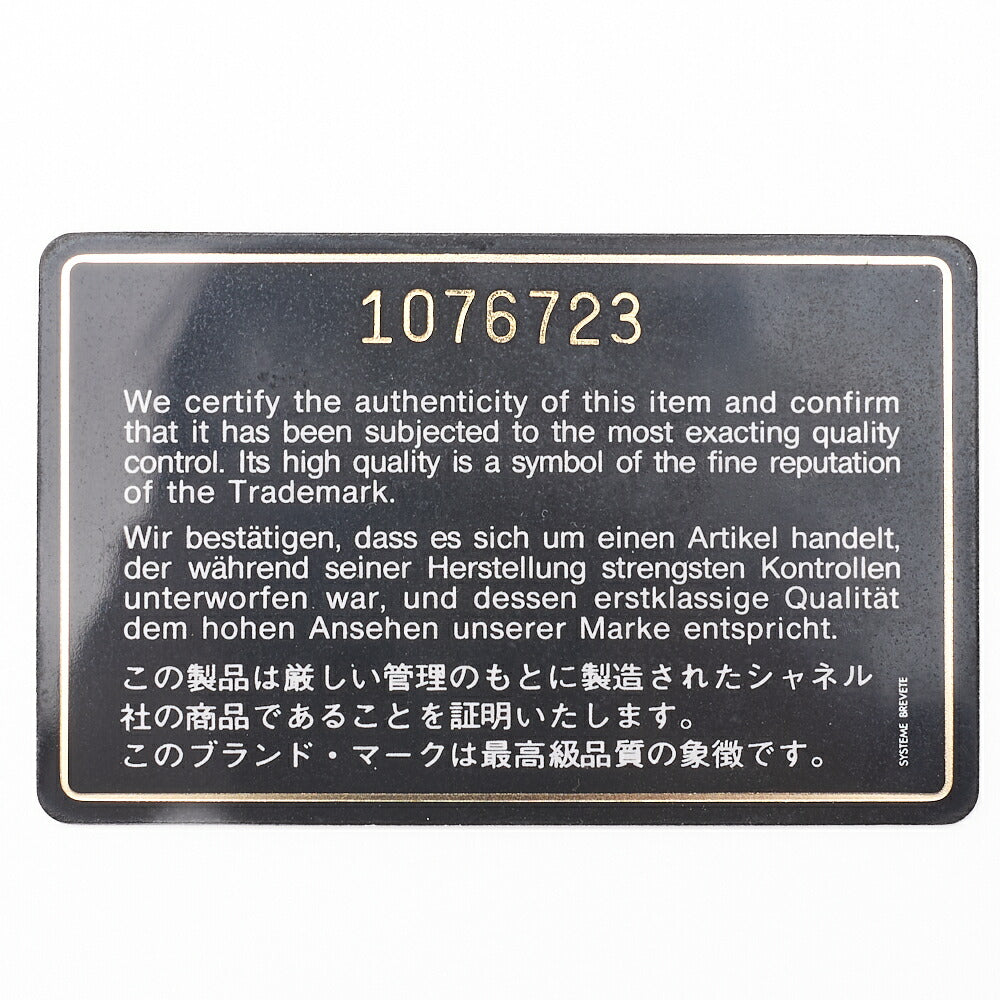 1076723
We certify the authenticity of this item and confirm
that it has been subjected to the most exacting quality
control. Its high quality is a symbol of the fine reputation
of the Trademark.
Wir bestätigen, dass es sich um einen Artikel handelt,
der während seiner Herstellung strengsten Kontrollen
unterworfen war, und dessen erstklassige Qualität
dem hohen Ansehen unserer Marke entspricht.
この製品は厳しい管理のもとに製造されたシャネル
社の商品であることを証明いたします。
このブランド・マークは最高級品質の象徴です。
SYSTEME BREVETE